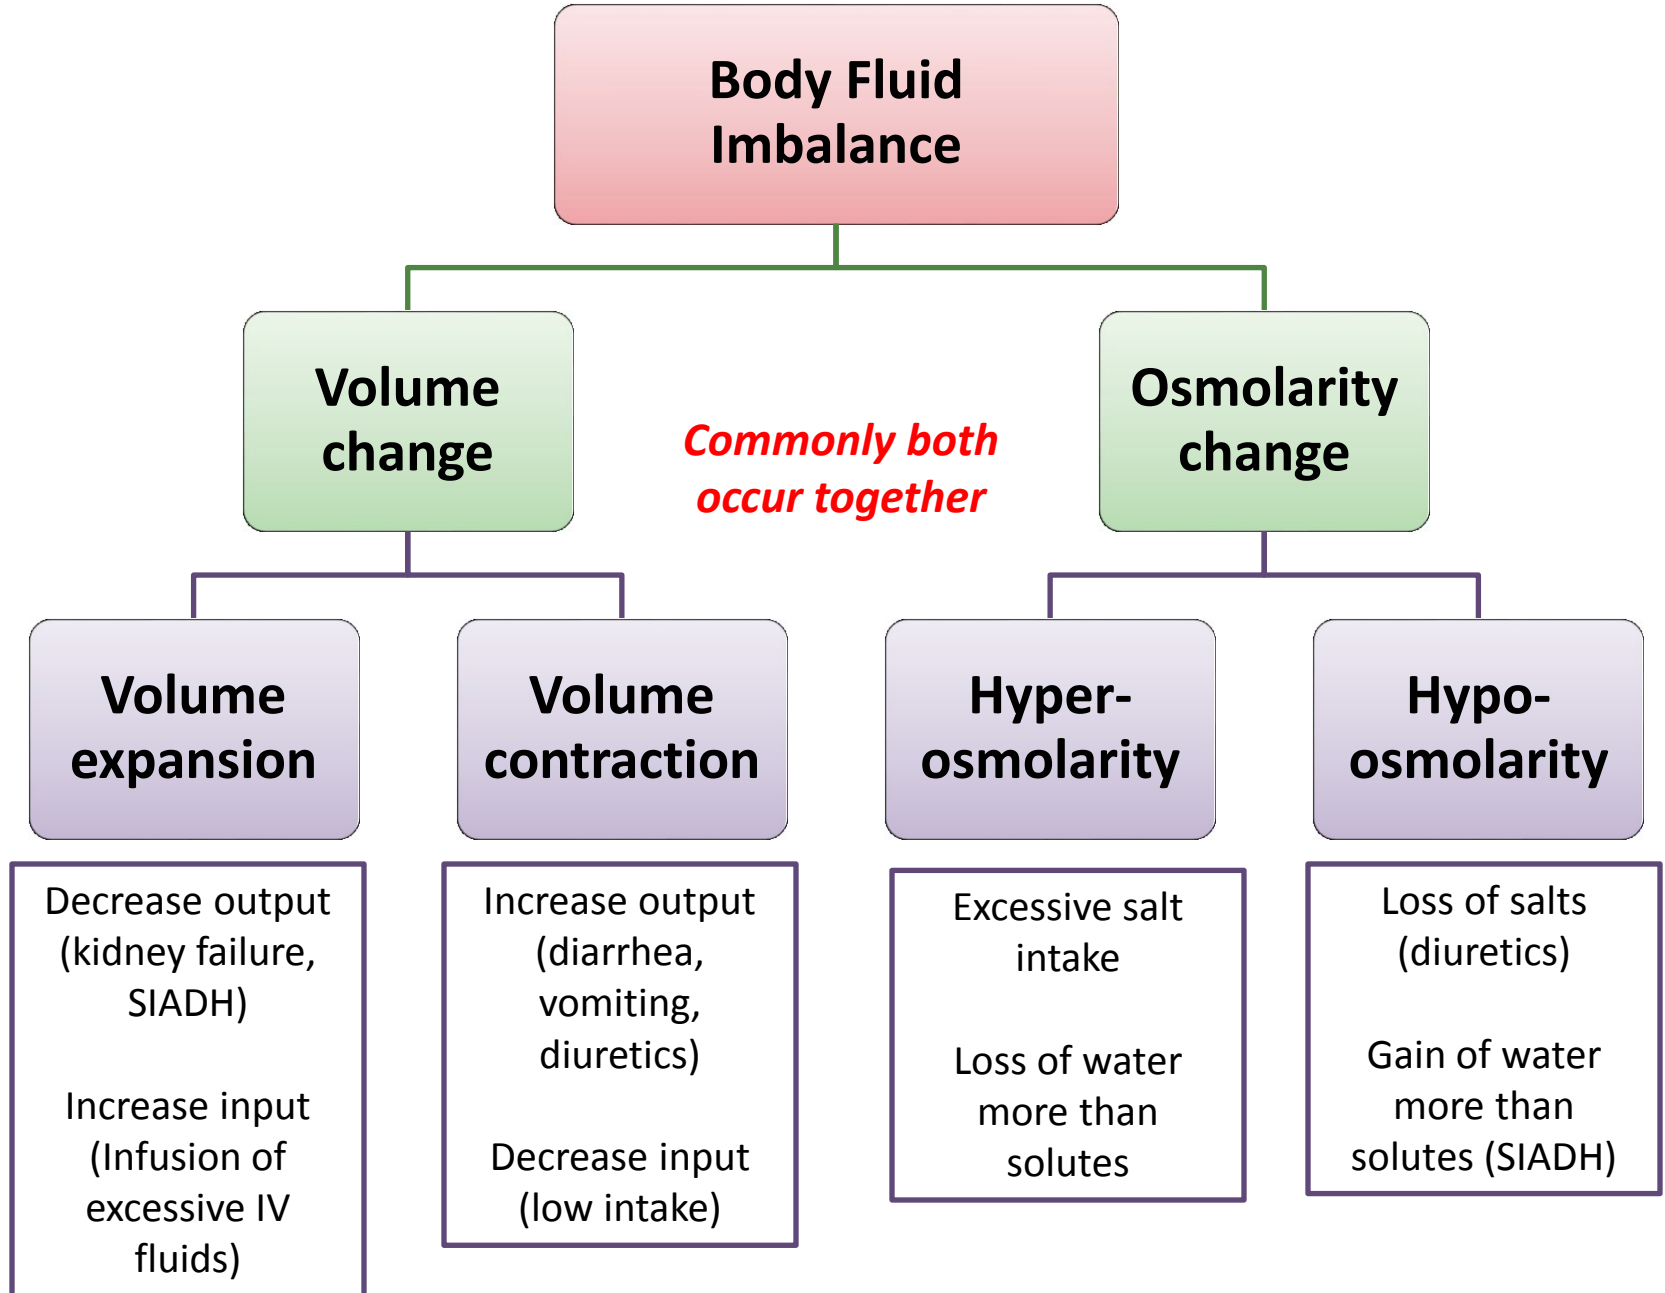 Body Fluid
Imbalance
Volume
change
Commonly both
occur together
Osmolarity
change
Volume
expansion
Volume
contraction
Hyper-
osmolarity
Hypo-
osmolarity
Decrease output
(kidney failure,
SIADH)
Increase input
(Infusion of
excessive IV
fluids)
Increase output
(diarrhea,
vomiting,
diuretics)
Decrease input
(low intake)
Excessive salt
intake
Loss of water
more than
solutes
Loss of salts
(diuretics)
Gain of water
more than
solutes (SIADH)